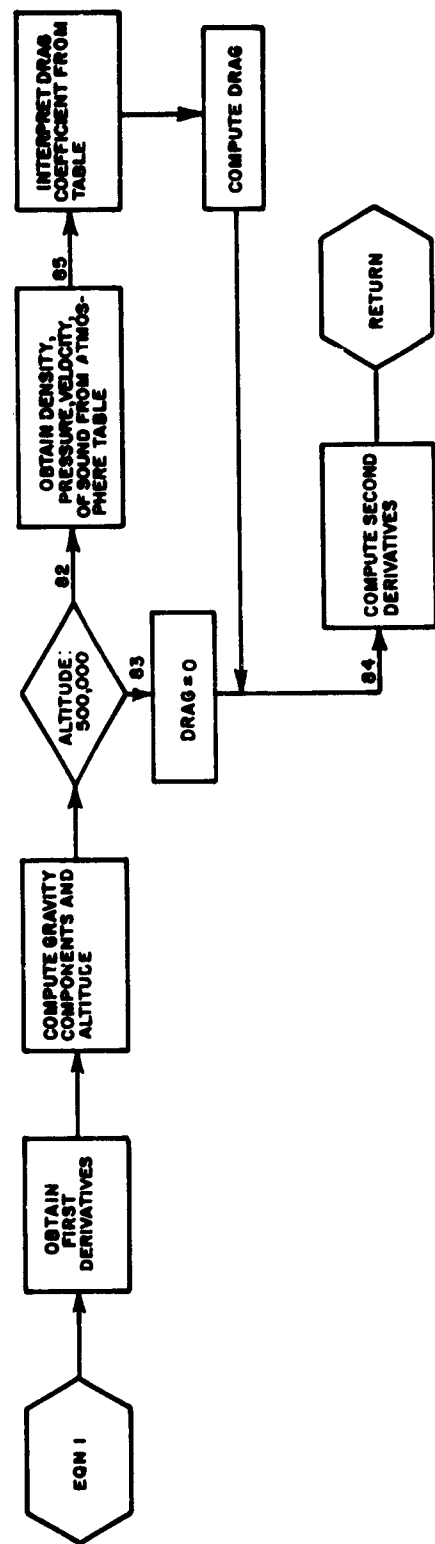 EQN 1
OBTAIN
FIRST
DERIVATIVES
COMPUTE GRAVITY
COMPONENTS AND
ALTITUDE
ALTITUDE:
500,000
82
83
OBTAIN DENSITY,
PRESSURE, VELOCITY,
OF SOUND FROM ATMOS-
PHERE TABLE
85
INTERPRET DRAG
COEFFICIENT FROM
TABLE
COMPUTE DRAG
DRAG = 0
84
COMPUTE SECOND
DERIVATIVES
RETURN